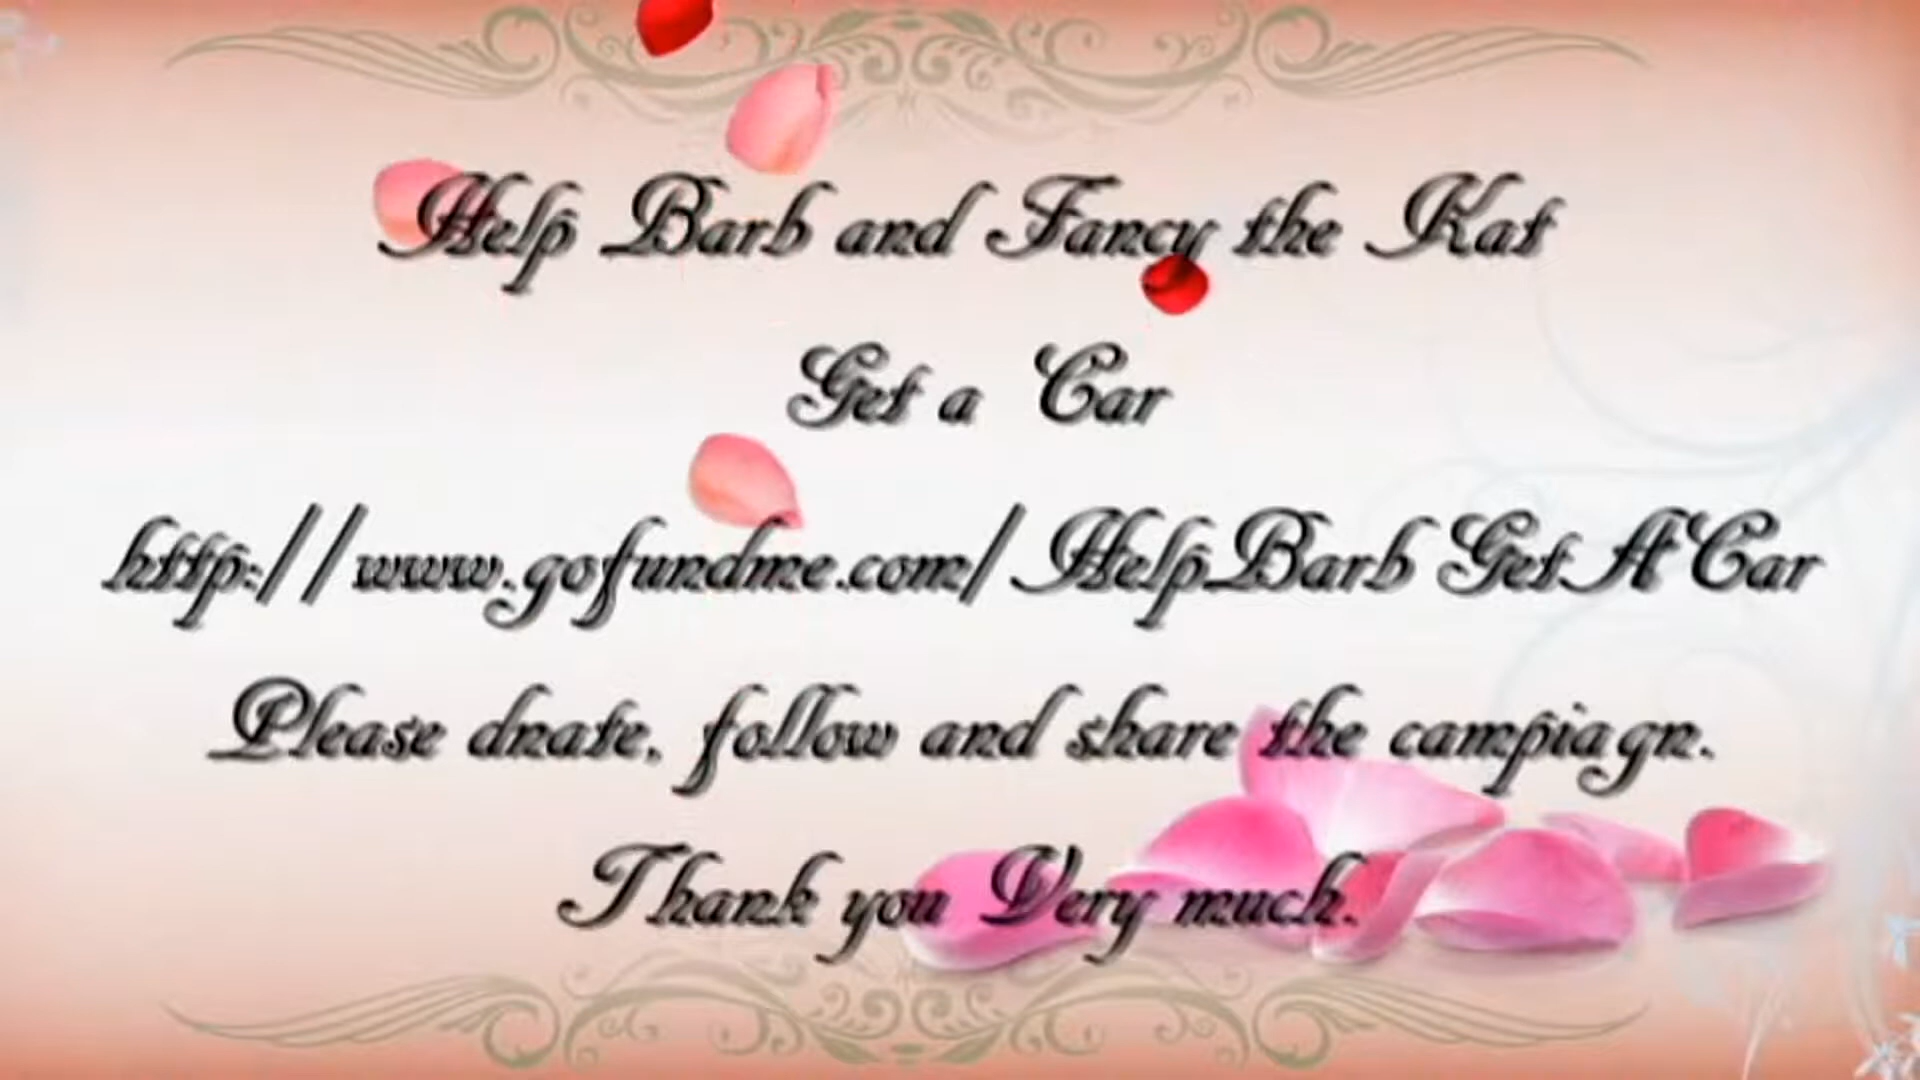 Help Barb and Fancy the Kat
Get a Car
http://www.gofundme.com/HelpBarbGetACar
Please dnate, follow and share the campiagn.
Thank you Very much.